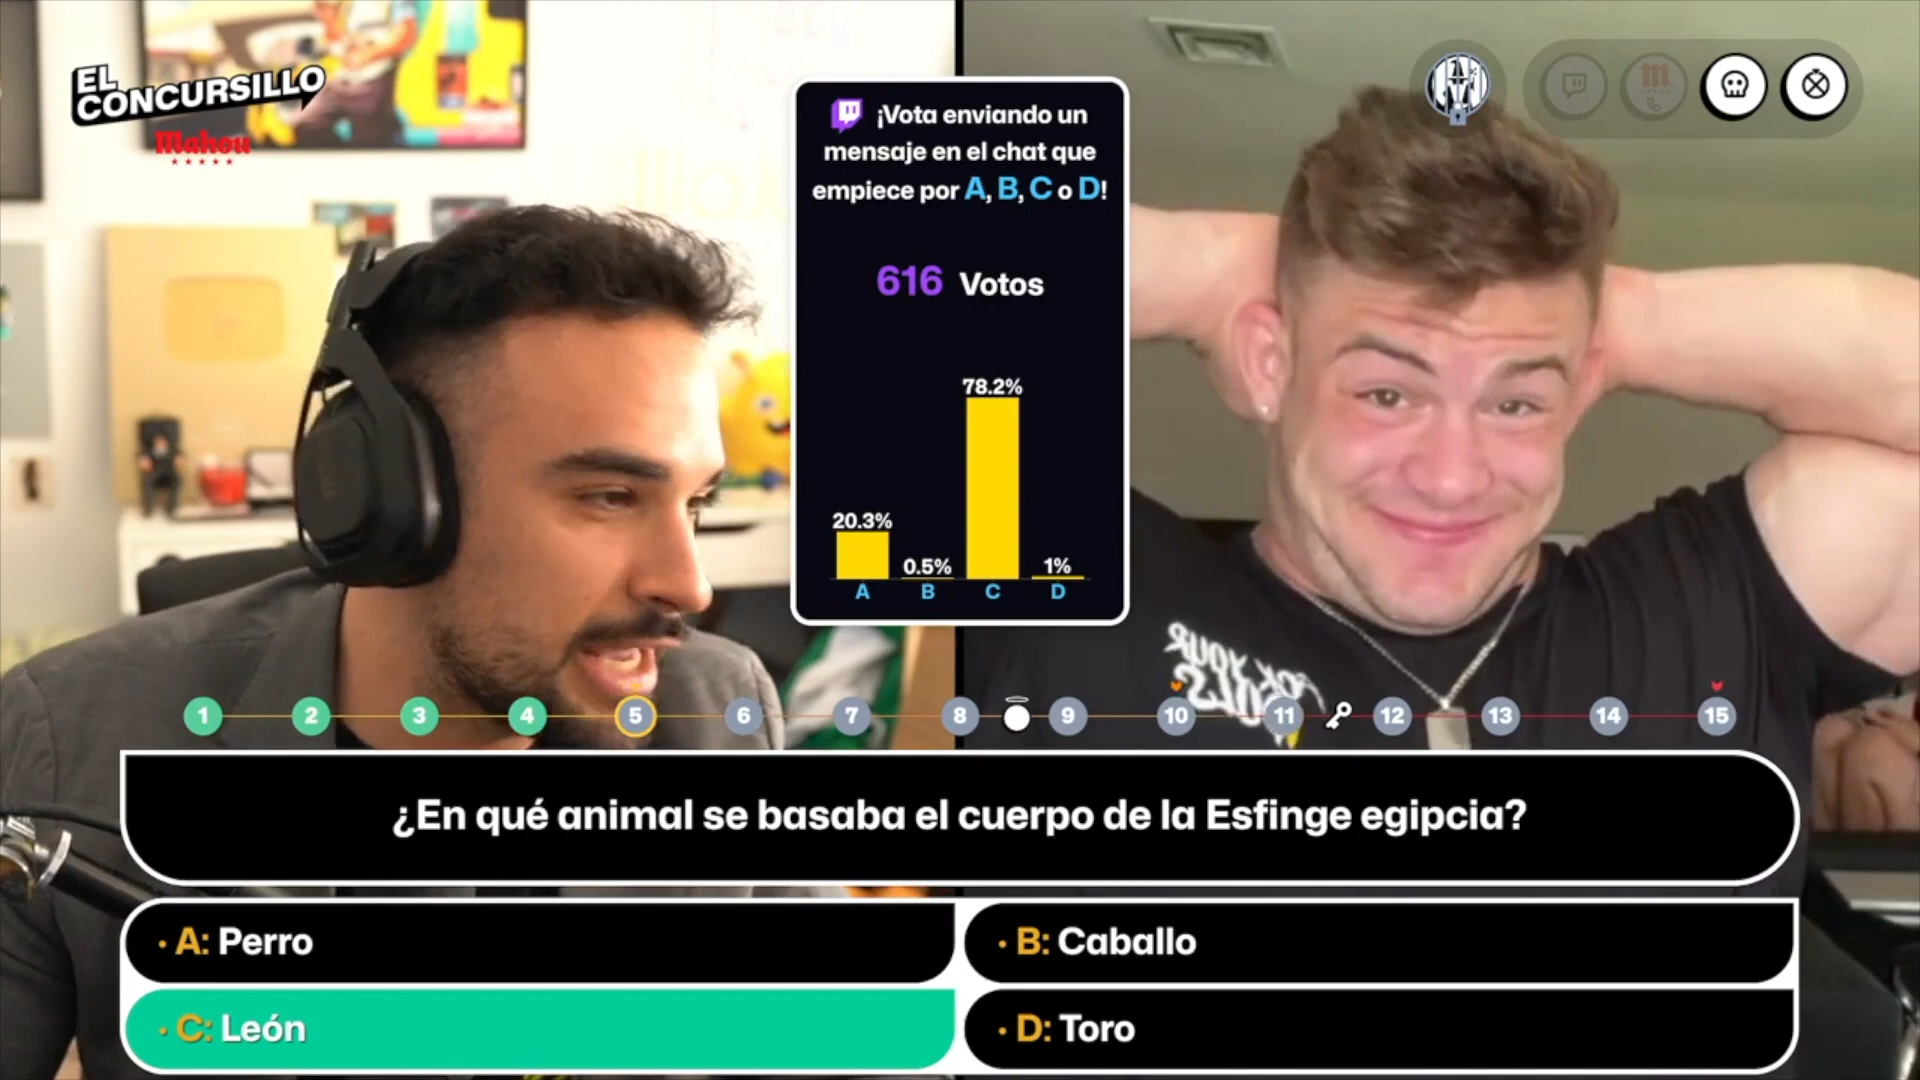 EL
CONCURSILLO
Mahou
¡Vota enviando un
mensaje en el chat que
empiece por A, B, C o D!
616 Votos
78.2%
20.3%
0.5%
1%
A B C D
1 2 3 4 5 6 7 8 9 10 11 12 13 14 15
¿En qué animal se basaba el cuerpo de la Esfinge egipcia?
· A: Perro
· B: Caballo
· C: León
· D: Toro